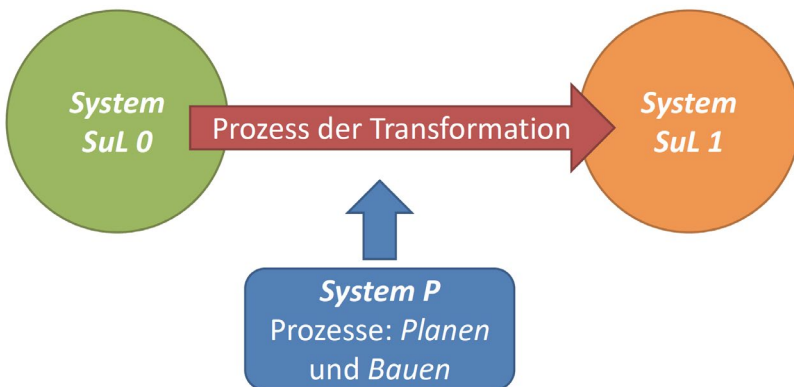 System
SuL 0
Prozess der Transformation
System
SuL 1
System P
Prozesse: Planen
und Bauen